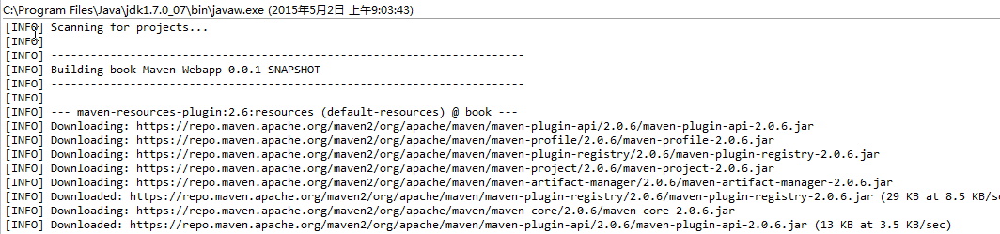 C:\Program Files\Java\jdk1.7.0_07\bin\javaw.exe (2015年5月2日 上午9:03:43)
[INFO] Scanning for projects...
[INFO]
[INFO] ------------------------------------------------------------------------
[INFO] Building book Maven Webapp 0.0.1-SNAPSHOT
[INFO] ------------------------------------------------------------------------
[INFO]
[INFO] --- maven-resources-plugin:2.6:resources (default-resources) @ book ---
[INFO] Downloading: https://repo.maven.apache.org/maven2/org/apache/maven/maven-plugin-api/2.0.6/maven-plugin-api-2.0.6.jar
[INFO] Downloading: https://repo.maven.apache.org/maven2/org/apache/maven/maven-profile/2.0.6/maven-profile-2.0.6.jar
[INFO] Downloading: https://repo.maven.apache.org/maven2/org/apache/maven/maven-plugin-registry/2.0.6/maven-plugin-registry-2.0.6.jar
[INFO] Downloading: https://repo.maven.apache.org/maven2/org/apache/maven/maven-project/2.0.6/maven-project-2.0.6.jar
[INFO] Downloading: https://repo.maven.apache.org/maven2/org/apache/maven/maven-artifact-manager/2.0.6/maven-artifact-manager-2.0.6.jar
[INFO] Downloaded: https://repo.maven.apache.org/maven2/org/apache/maven/maven-plugin-registry/2.0.6/maven-plugin-registry-2.0.6.jar (29 KB at 8.5 KB/se
[INFO] Downloading: https://repo.maven.apache.org/maven2/org/apache/maven/maven-core/2.0.6/maven-core-2.0.6.jar
[INFO] Downloaded: https://repo.maven.apache.org/maven2/org/apache/maven/maven-plugin-api/2.0.6/maven-plugin-api-2.0.6.jar (13 KB at 3.5 KB/sec)